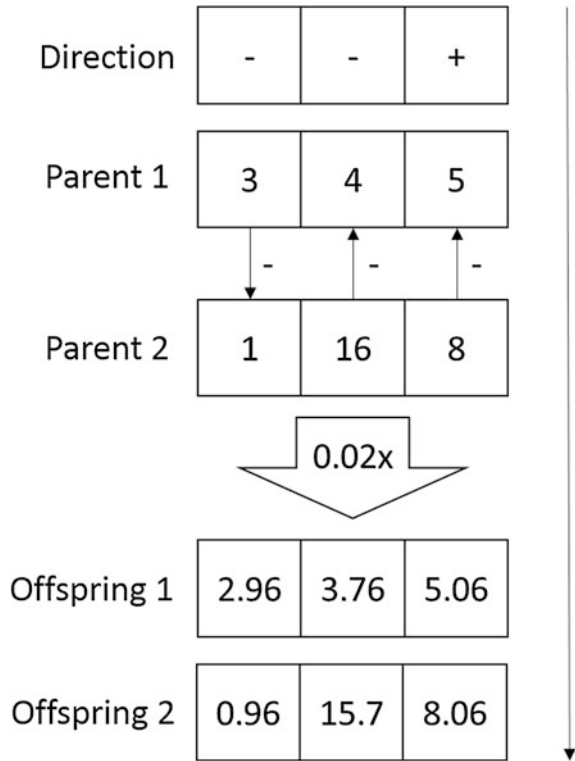 Direction - - +
Parent 1 3 4 5
- - -
Parent 2 1 16 8
0.02x
Offspring 1 2.96 3.76 5.06
Offspring 2 0.96 15.7 8.06